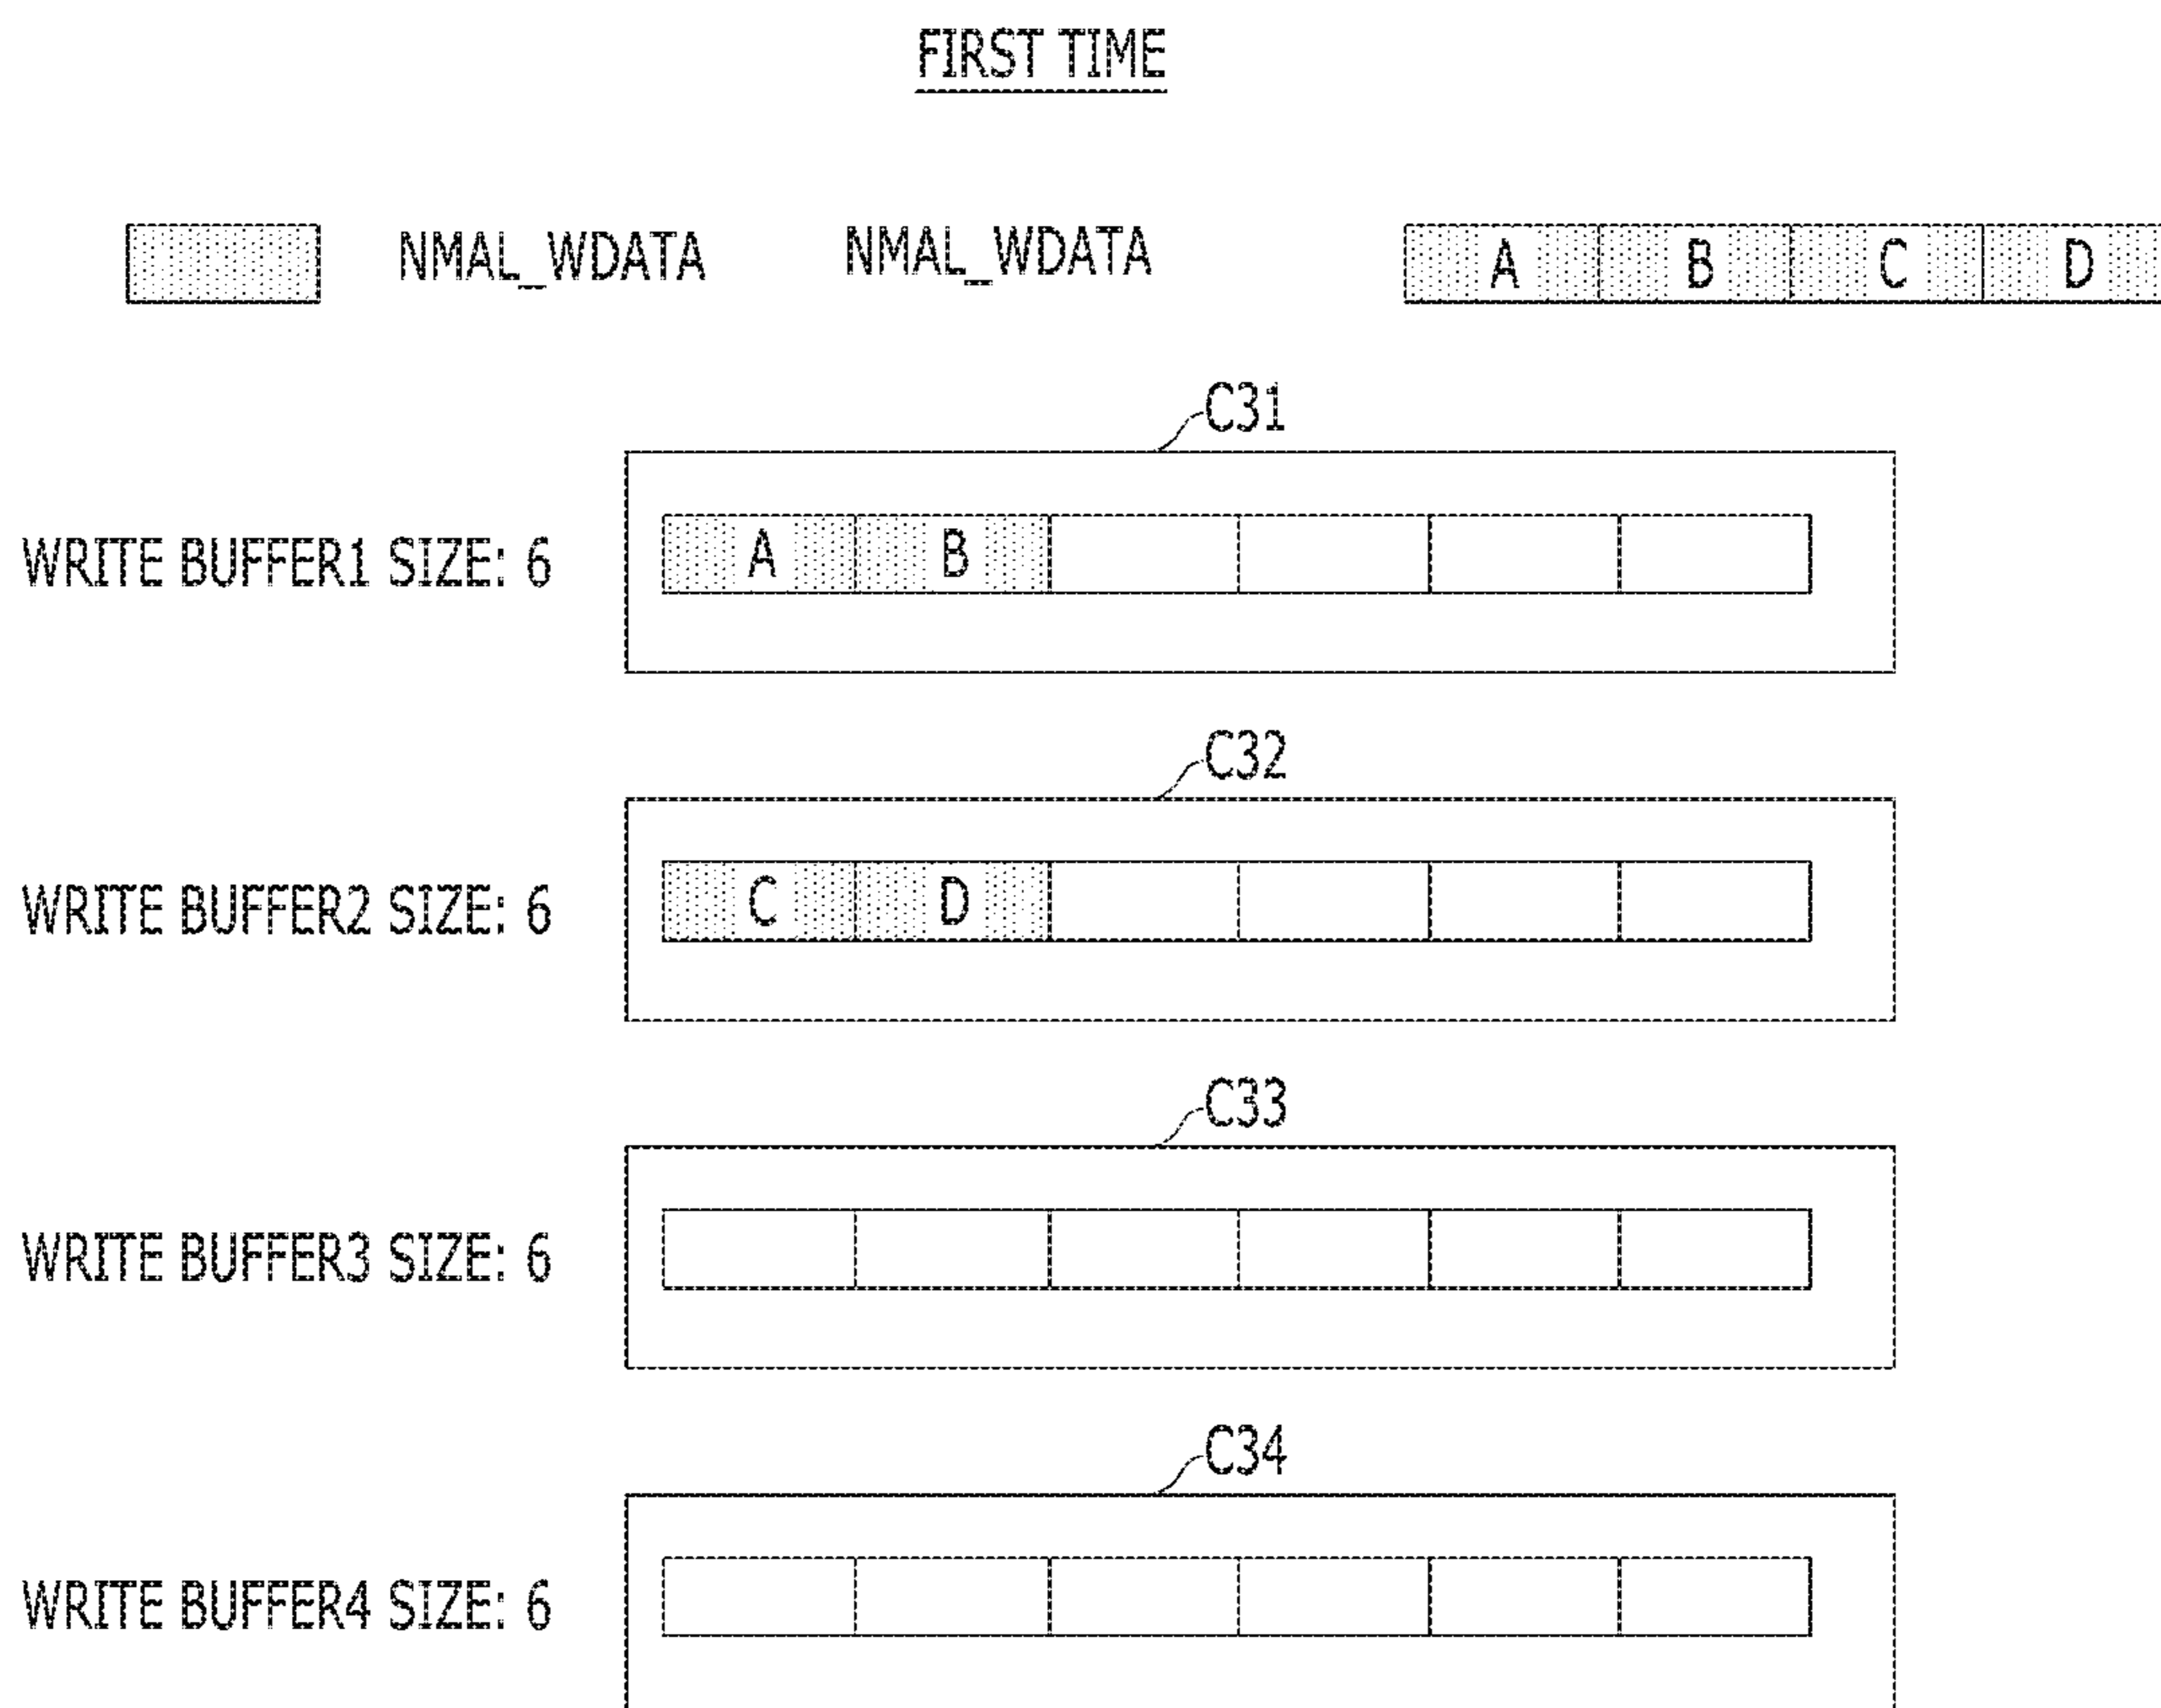 FIRST TIME
NMAL_WDATA NMAL_WDATA A B C D
C31
WRITE BUFFER1 SIZE: 6 A B
C32
WRITE BUFFER2 SIZE: 6 C D
C33
WRITE BUFFER3 SIZE: 6
C34
WRITE BUFFER4 SIZE: 6